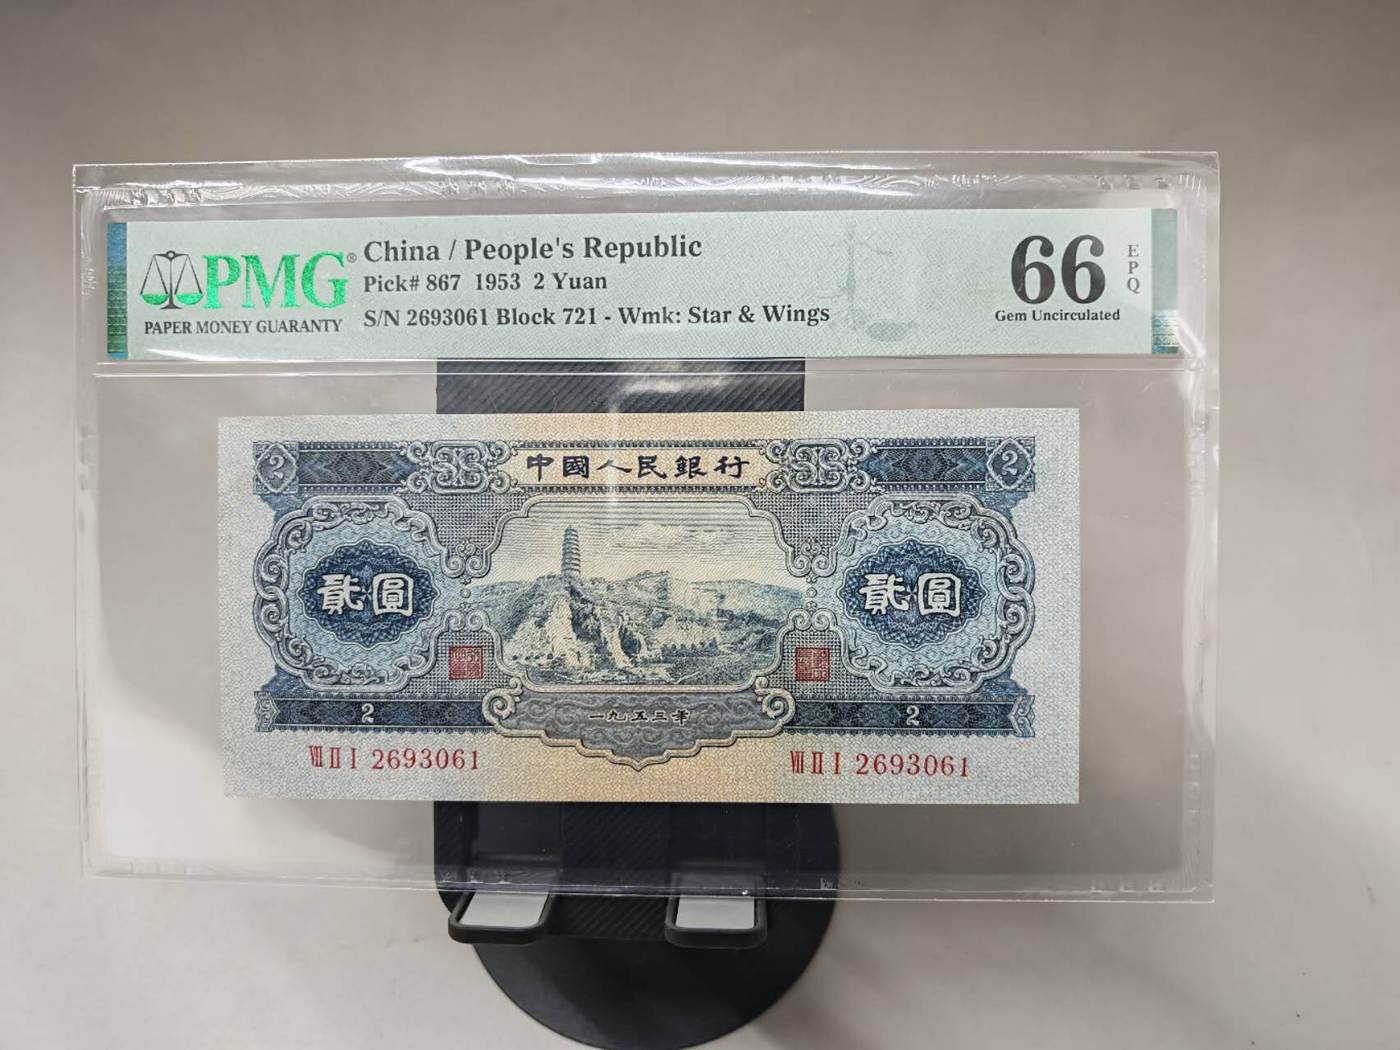 PMG®
PAPER MONEY GUARANTY
China / People's Republic
Pick# 867 1953 2 Yuan
S/N 2693061 Block 721 - Wmk: Star & Wings
66
EPQ
Gem Uncirculated
2 中國人民銀行 2
貳圓 貳圓
2 一九五三年 2
ⅦⅡⅠ 2693061 ⅦⅡⅠ 2693061